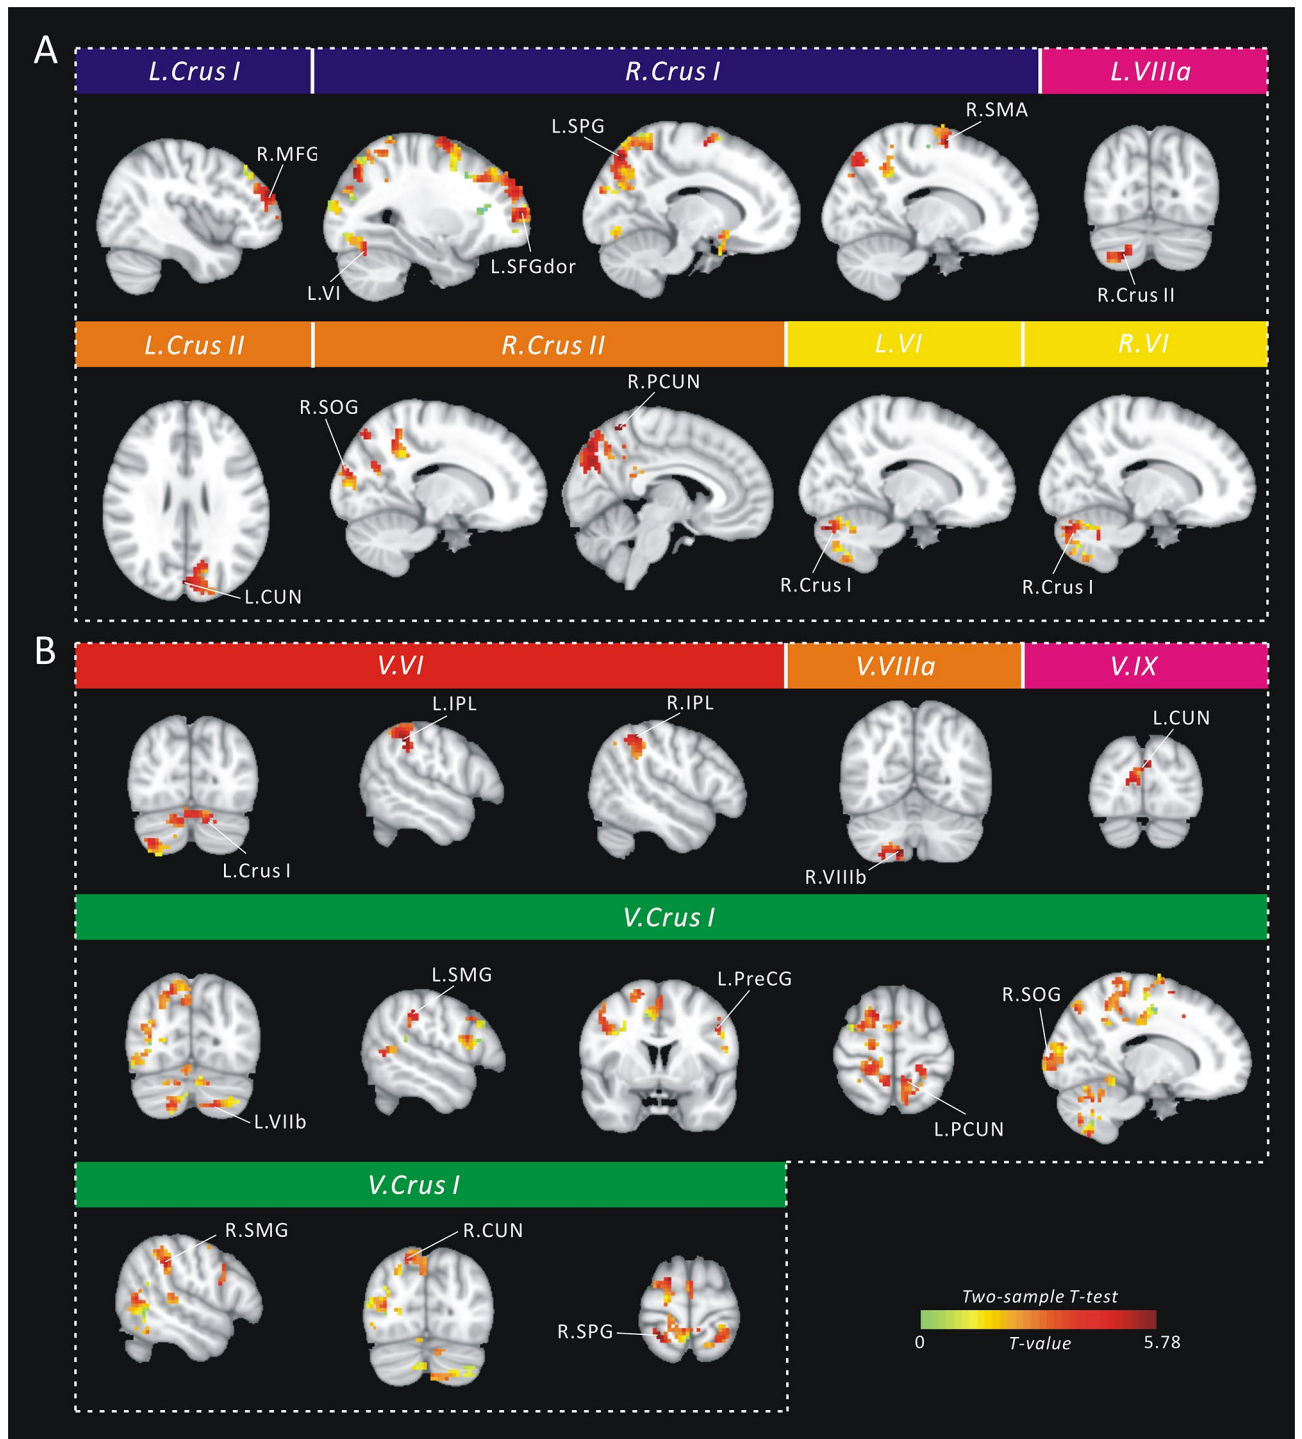 A
L.Crus I
R.Crus I
L.VIIIa
R.MFG
L.SPG
R.SMA
L.VI
L.SFGdor
R.Crus II
L.Crus II
R.Crus II
L.VI
R.VI
R.SOG
R.PCUN
L.CUN
R.Crus I
R.Crus I
B
V.VI
V.VIIIa
V.IX
L.IPL
R.IPL
L.CUN
L.Crus I
R.VIIIb
V.Crus I
L.SMG
L.PreCG
R.SOG
L.VIIb
L.PCUN
V.Crus I
R.SMG
R.CUN
R.SPG
Two-sample T-test
0 T-value 5.78